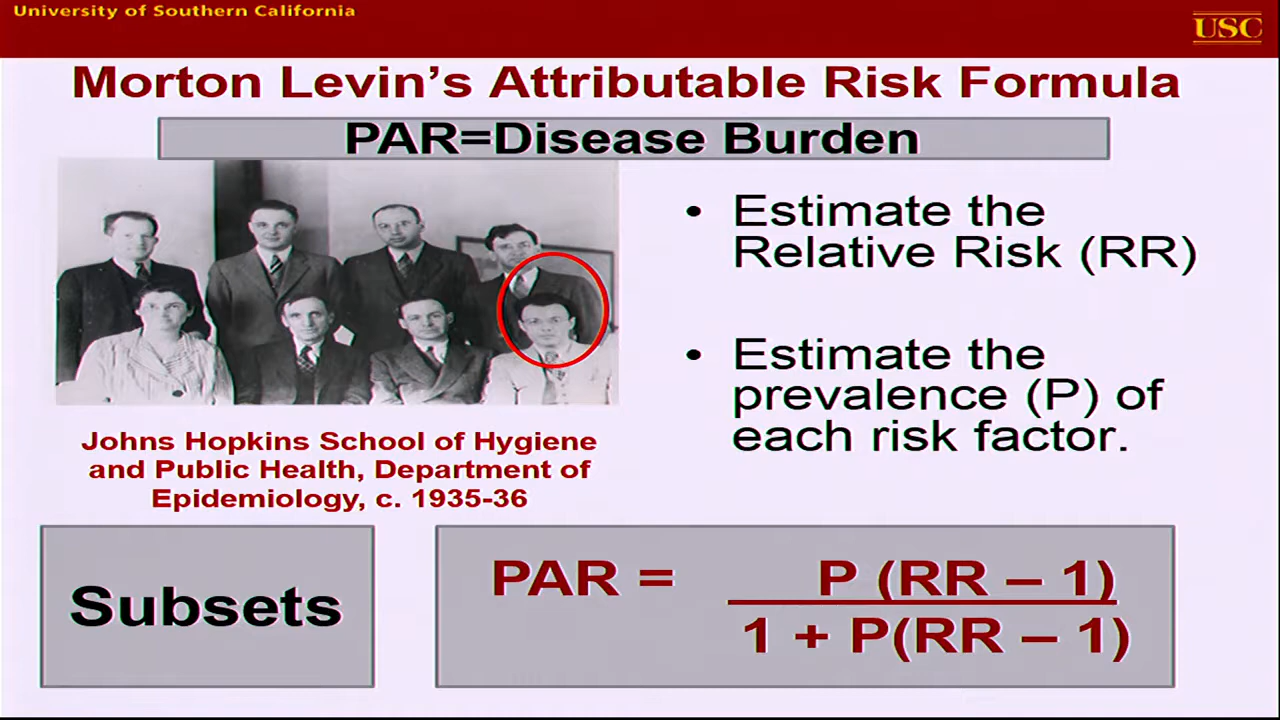 University of Southern California
USC
Morton Levin’s Attributable Risk Formula
PAR=Disease Burden
• Estimate the
Relative Risk (RR)
• Estimate the
prevalence (P) of
each risk factor.
Johns Hopkins School of Hygiene
and Public Health, Department of
Epidemiology, c. 1935-36
Subsets
PAR = P (RR – 1)
1 + P(RR – 1)